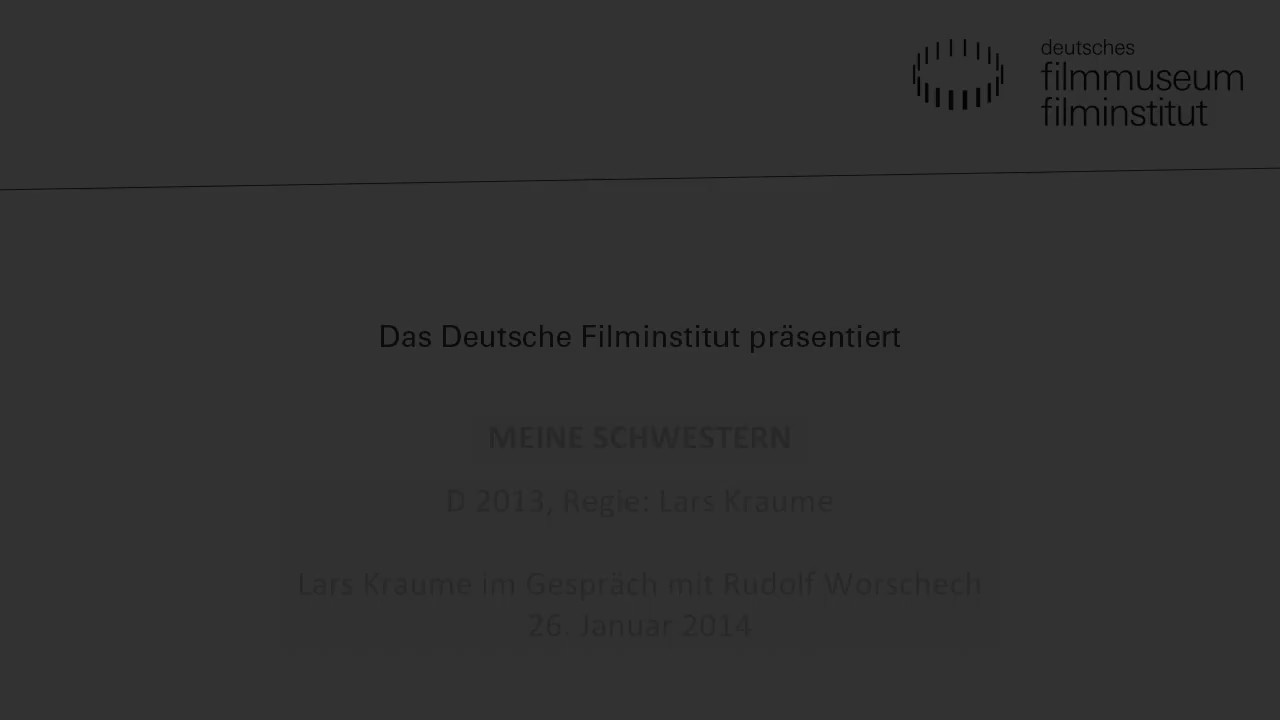 deutsches
filmmuseum
filminstitut
Das Deutsche Filminstitut präsentiert
MEINE SCHWESTERN
D 2013, Regie: Lars Kraume
Lars Kraume im Gespräch mit Rudolf Worschech
26. Januar 2014